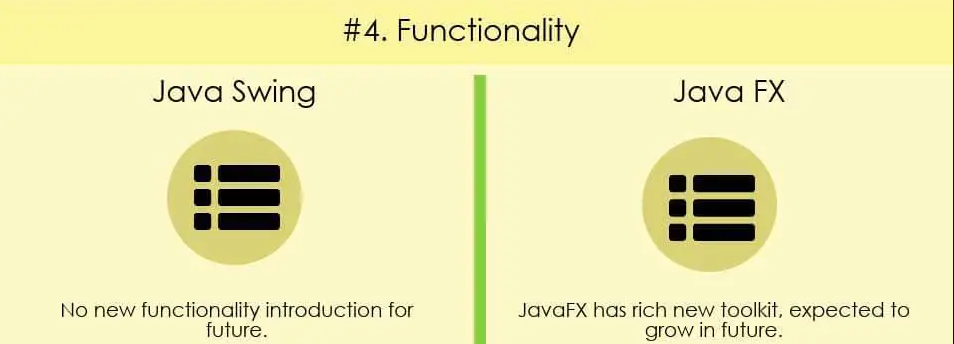 #4. Functionality
Java Swing
Java FX
No new functionality introduction for
future.
JavaFX has rich new toolkit, expected to
grow in future.